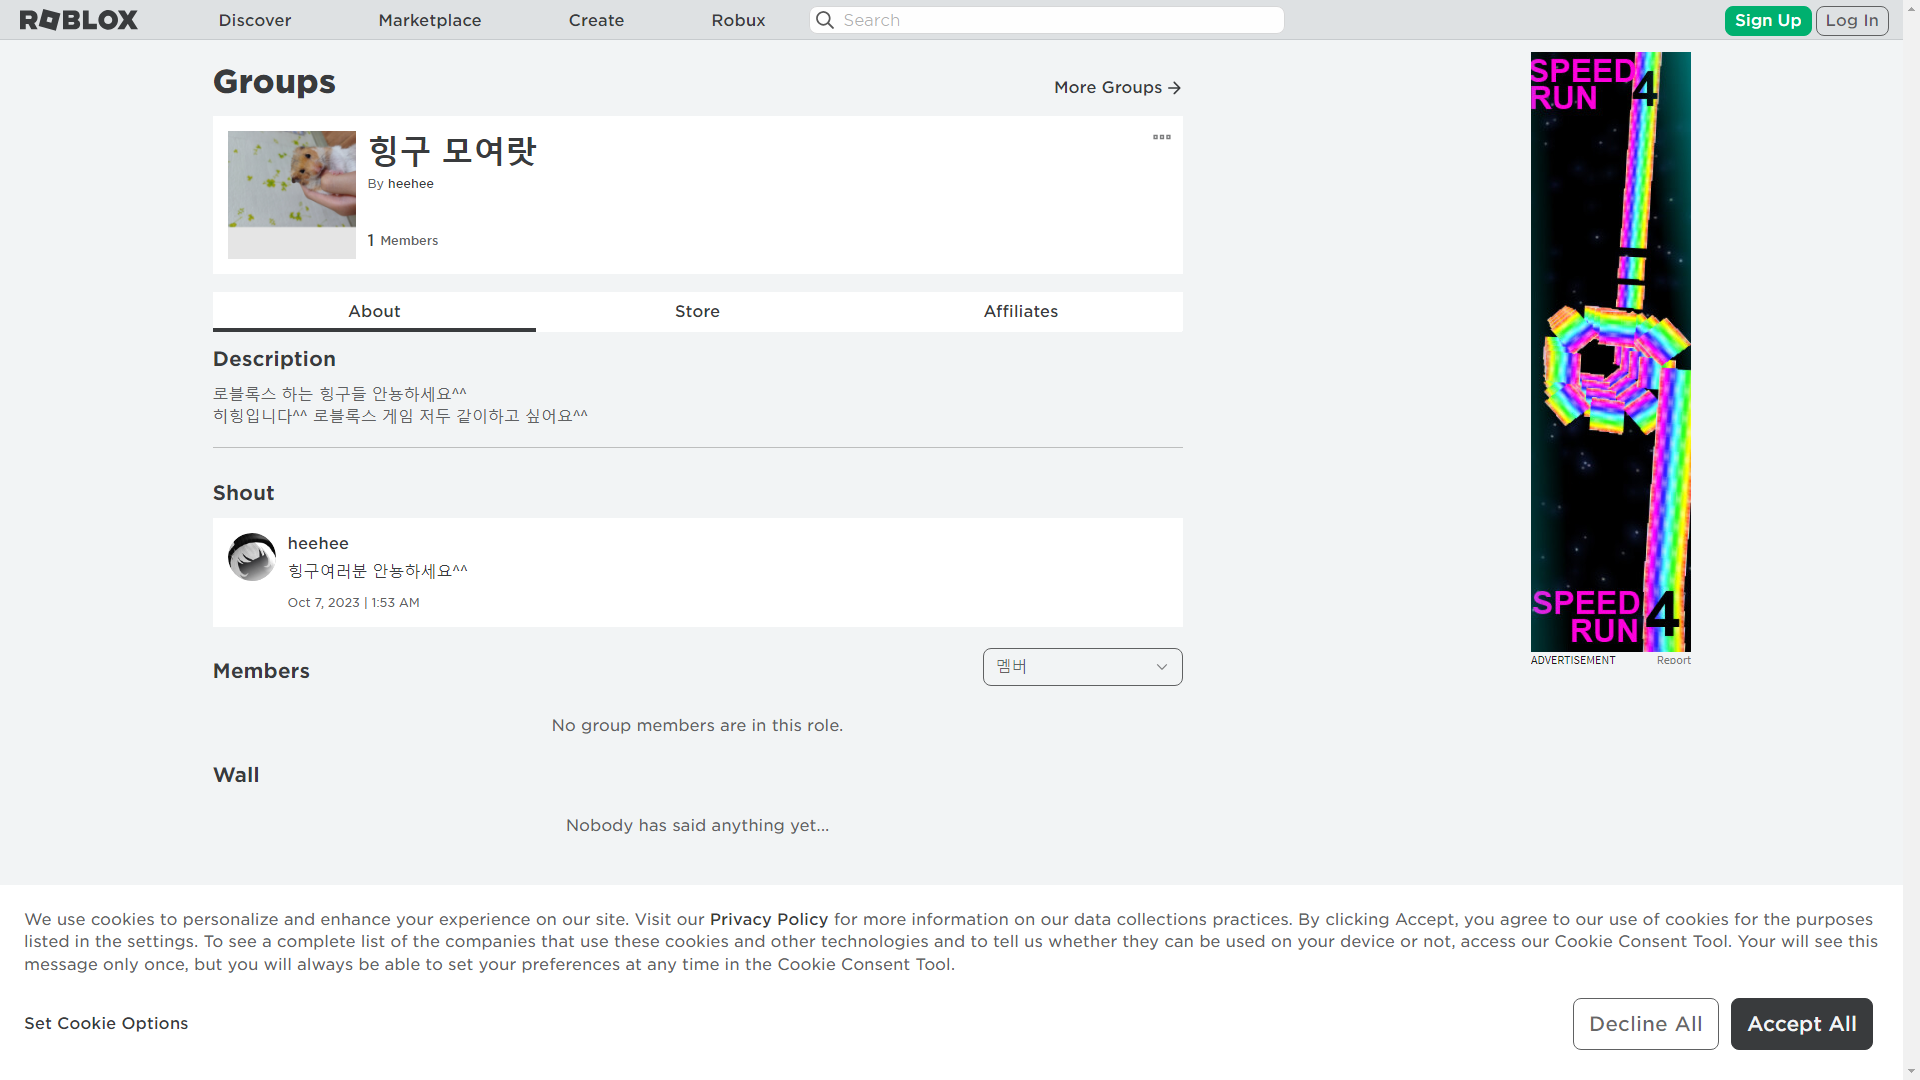 ROBLOX
Discover
Marketplace
Create
Robux
Search
Sign Up
Log In
Groups
More Groups
힝구 모여랏
By heehee
1 Members
About
Store
Affiliates
Description
로블록스 하는 힝구들 안뇽하세요^^
히힝입니다^^ 로블록스 게임 저두 같이하고 싶어요^^
Shout
heehee
힝구여러분 안뇽하세요^^
Oct 7, 2023 | 1:53 AM
Members
멤버
No group members are in this role.
Wall
Nobody has said anything yet...
SPEED
RUN 4
SPEED
RUN 4
ADVERTISEMENT
Report
We use cookies to personalize and enhance your experience on our site. Visit our Privacy Policy for more information on our data collections practices. By clicking Accept, you agree to our use of cookies for the purposes
listed in the settings. To see a complete list of the companies that use these cookies and other technologies and to tell us whether they can be used on your device or not, access our Cookie Consent Tool. Your will see this
message only once, but you will always be able to set your preferences at any time in the Cookie Consent Tool.
Set Cookie Options
Decline All
Accept All